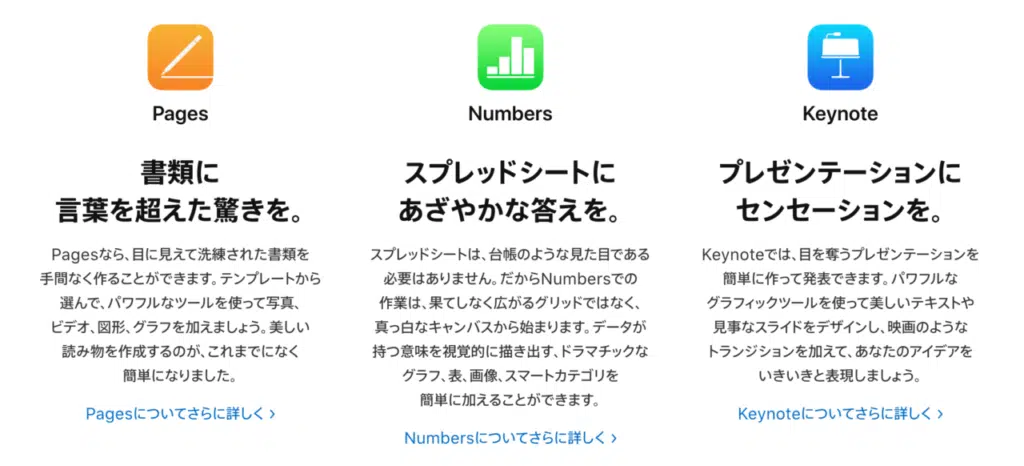 Pages
書類に
言葉を超えた驚きを。
Pagesなら、目に見えて洗練された書類を
手間なく作ることができます。テンプレートから
選んで、パワフルなツールを使って写真、
ビデオ、図形、グラフを加えましょう。美しい
読み物を作成するのが、これまでになく
簡単になりました。
Pagesについてさらに詳しく ›
Numbers
スプレッドシートに
あざやかな答えを。
スプレッドシートは、台帳のような見た目である
必要はありません。だからNumbersでの
作業は、果てしなく広がるグリッドではなく、
真っ白なキャンバスから始まります。データが
持つ意味を視覚的に描き出す、ドラマチックな
グラフ、表、画像、スマートカテゴリを
簡単に加えることができます。
Numbersについてさらに詳しく ›
Keynote
プレゼンテーションに
センセーションを。
Keynoteでは、目を奪うプレゼンテーションを
簡単に作って発表できます。パワフルな
グラフィックツールを使って美しいテキストや
見事なスライドをデザインし、映画のような
トランジションを加えて、あなたのアイデアを
いきいきと表現しましょう。
Keynoteについてさらに詳しく ›